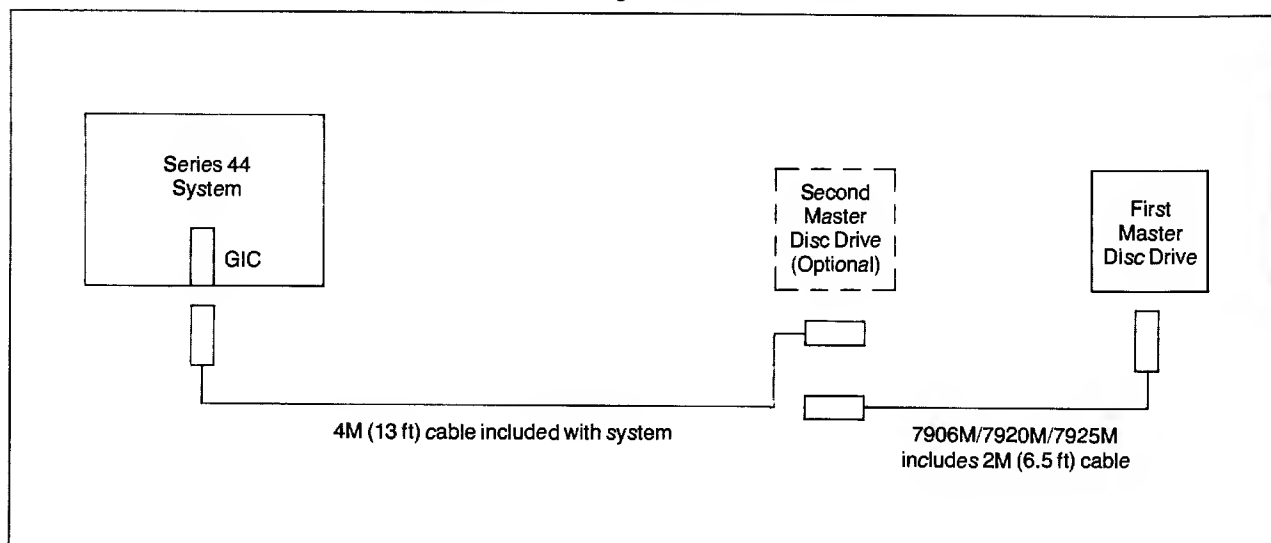 Series 44
System
GIC
Second
Master
Disc Drive
(Optional)
First
Master
Disc Drive
4M (13 ft) cable included with system
7906M/7920M/7925M
includes 2M (6.5 ft) cable